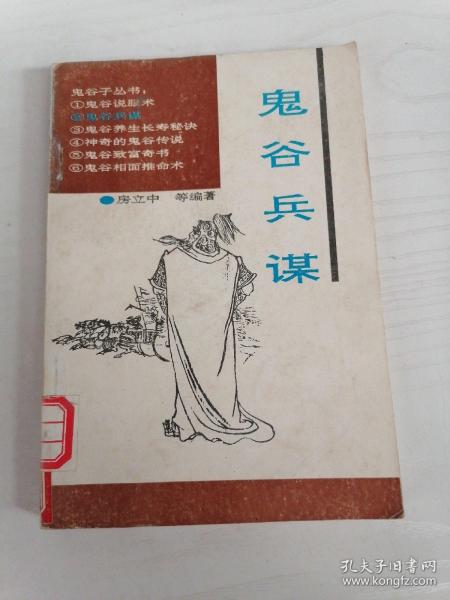 鬼谷子丛书:
①鬼谷说服术
②鬼谷兵谋
③鬼谷养生长寿秘诀
④神奇的鬼谷传说
⑤鬼谷致富奇书
⑥鬼谷相面推命术
●房立中 等编著
鬼谷兵谋
孔夫子旧书网
www.kongfz.com